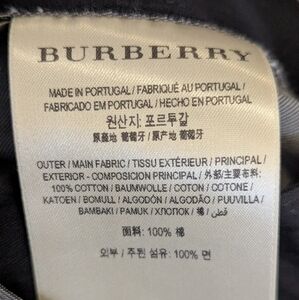 BURBERRY
MADE IN PORTUGAL / FABRIQUÉ AU PORTUGAL /
FABRICADO EM PORTUGAL / HECHO EN PORTUGAL
원산지: 포르투갈
原産地 葡萄牙 / 原产地 葡萄牙
OUTER / MAIN FABRIC / TISSU EXTÉRIEUR / PRINCIPAL /
EXTERIOR - COMPOSICION PRINCIPAL / 外部/主要布料:
100% COTTON / BAUMWOLLE / COTON / COTONE /
KATOEN / BOMULL / ALGODÓN / ALGODÃO / PUUVILLA /
BAMBAKI / PAMUK / ХЛОПОК / 棉 / قطن
面料: 100% 棉
외부 / 주된 섬유: 100% 면